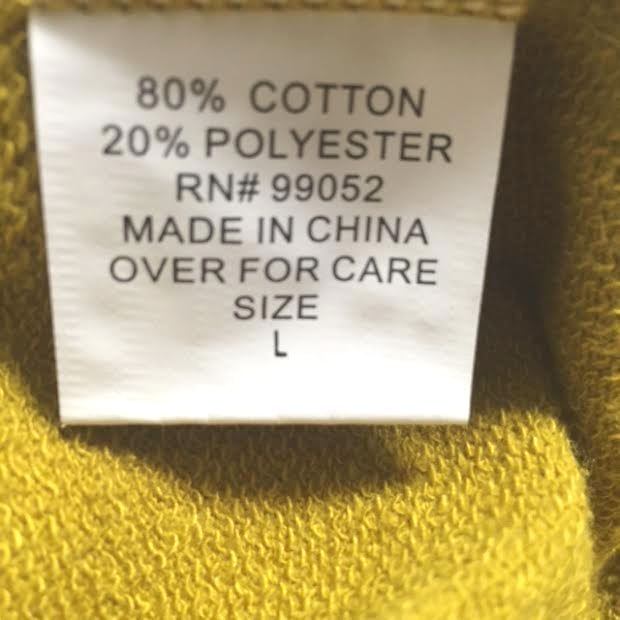 80% COTTON
20% POLYESTER
RN# 99052
MADE IN CHINA
OVER FOR CARE
SIZE
L